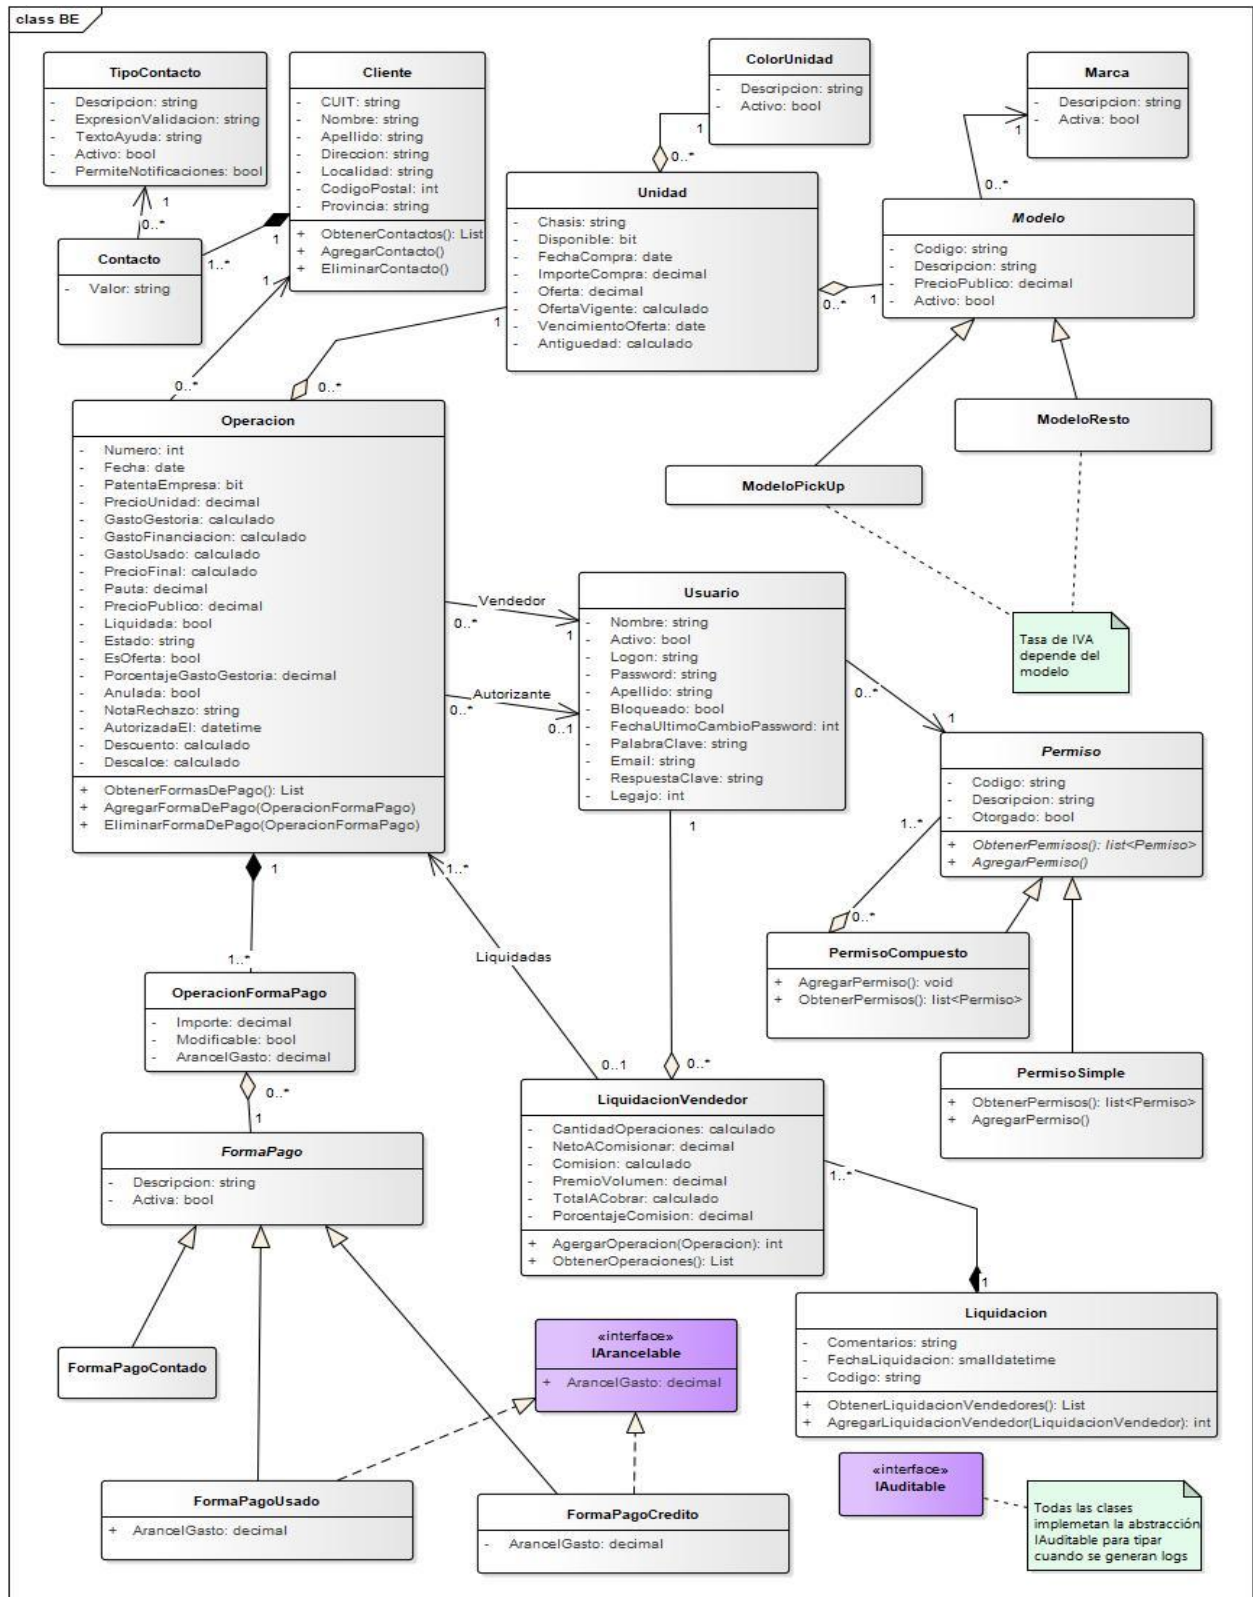 class BE
TipoContacto
- Descripcion: string
- ExpresionValidacion: string
- TextoAyuda: string
- Activo: bool
- PermiteNotificaciones: bool
Cliente
- CUIT: string
- Nombre: string
- Apellido: string
- Direccion: string
- Localidad: string
- CodigoPostal: int
- Provincia: string
+ ObtenerContactos(): List
+ AgregarContacto()
+ EliminarContacto()
ColorUnidad
- Descripcion: string
- Activo: bool
Marca
- Descripcion: string
- Activa: bool
1
0..*
1
0..*
1
0..*
1
1..*
Contacto
- Valor: string
Unidad
- Chasis: string
- Disponible: bit
- FechaCompra: date
- ImporteCompra: decimal
- Oferta: decimal
- OfertaVigente: calculado
- VencimientoOferta: date
- Antiguedad: calculado
Modelo
- Codigo: string
- Descripcion: string
- PrecioPublico: decimal
- Activo: bool
0..*
1
1
0..*
1
0..*
Operacion
- Numero: int
- Fecha: date
- PatentaEmpresa: bit
- PrecioUnidad: decimal
- GastoGestoria: calculado
- GastoFinanciacion: calculado
- GastoUsado: calculado
- PrecioFinal: calculado
- Pauta: decimal
- PrecioPublico: decimal
- Liquidada: bool
- Estado: string
- EsOferta: bool
- PorcentajeGastoGestoria: decimal
- Anulada: bool
- NotaRechazo: string
- AutorizadaEl: datetime
- Descuento: calculado
- Descalce: calculado
+ ObtenerFormasDePago(): List
+ AgregarFormaDePago(OperacionFormaPago)
+ EliminarFormaDePago(OperacionFormaPago)
ModeloResto
ModeloPickUp
Tasa de IVA
depende del
modelo
Vendedor
0..*
1
Autorizante
0..*
0..1
Usuario
- Nombre: string
- Activo: bool
- Logon: string
- Password: string
- Apellido: string
- Bloqueado: bool
- FechaUltimoCambioPassword: int
- PalabraClave: string
- Email: string
- RespuestaClave: string
- Legajo: int
0..*
1
Permiso
- Codigo: string
- Descripcion: string
- Otorgado: bool
+ ObtenerPermisos(): list<Permiso>
+ AgregarPermiso()
1..*
0..*
PermisoCompuesto
+ AgregarPermiso(): void
+ ObtenerPermisos(): list<Permiso>
PermisoSimple
+ ObtenerPermisos(): list<Permiso>
+ AgregarPermiso()
1
1..*
1..*
Liquidadas
0..1
1
0..*
OperacionFormaPago
- Importe: decimal
- Modificable: bool
- ArancelGasto: decimal
0..*
1
FormaPago
- Descripcion: string
- Activa: bool
LiquidacionVendedor
- CantidadOperaciones: calculado
- NetoAComisionar: decimal
- Comision: calculado
- PremioVolumen: decimal
- TotalACobrar: calculado
- PorcentajeComision: decimal
+ AgergarOperacion(Operacion): int
+ ObtenerOperaciones(): List
1..*
1
Liquidacion
- Comentarios: string
- FechaLiquidacion: smalldatetime
- Codigo: string
+ ObtenerLiquidacionVendedores(): List
+ AgregarLiquidacionVendedor(LiquidacionVendedor): int
FormaPagoContado
«interface»
IArancelable
+ ArancelGasto: decimal
FormaPagoUsado
+ ArancelGasto: decimal
FormaPagoCredito
- ArancelGasto: decimal
«interface»
IAuditable
Todas las clases
implemetan la abstracción
IAuditable para tipar
cuando se generan logs